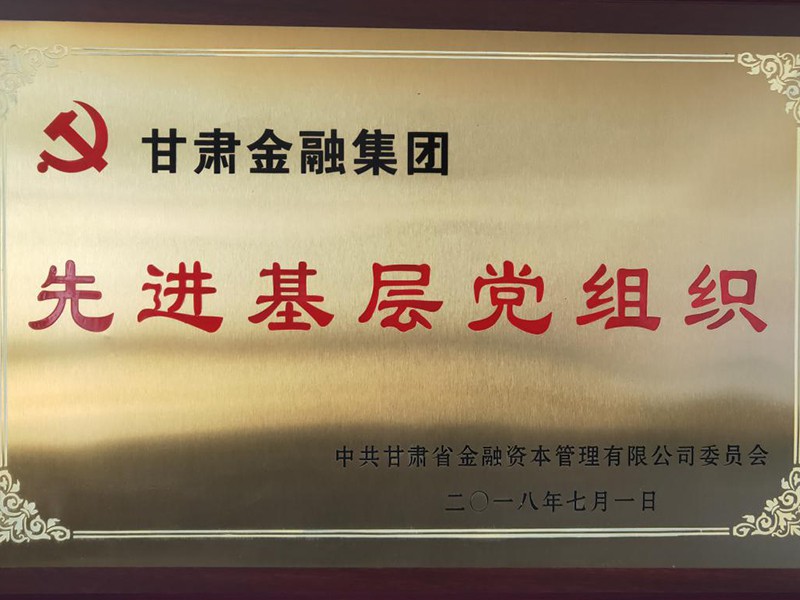 甘肃金融集团
先进基层党组织
中共甘肃省金融资本管理有限公司委员会
二〇一八年七月一日